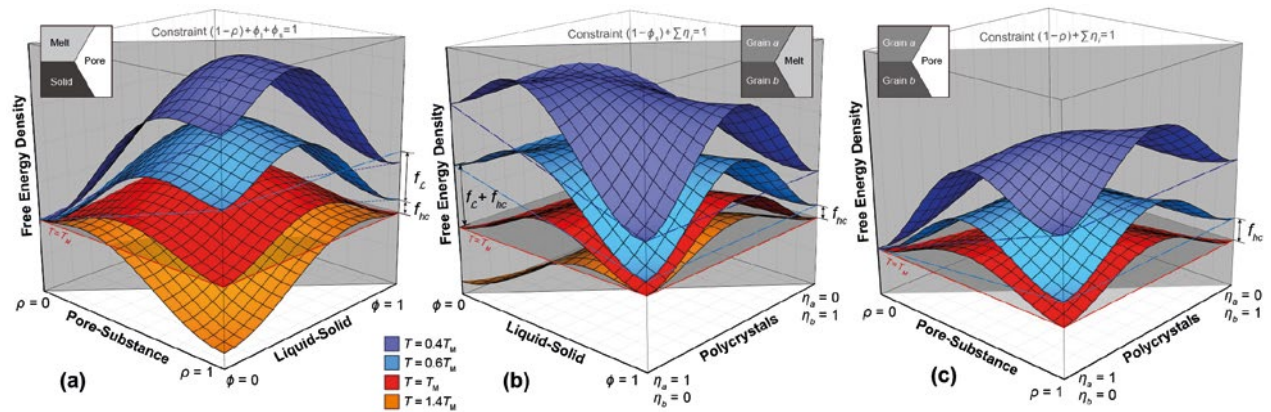 Melt
Pore
Solid
Constraint (1−ρ)+ϕl+ϕs=1
Free Energy Density
fℒ
fhc
T=TM
ρ = 0
Pore-Substance
ρ = 1
ϕ = 0
Liquid-Solid
ϕ = 1
(a)
T=0.4TM
T=0.6TM
T=TM
T=1.4TM
Constraint (1−ϕs)+∑ηi=1
Grain a
Grain b
Melt
Free Energy Density
fℒ + fhc
fhc
T=TM
ϕ = 0
Liquid-Solid
ϕ = 1
ηa = 1
ηb = 0
Polycrystals
ηa = 0
ηb = 1
(b)
Grain a
Grain b
Pore
Constraint (1−ρ)+∑ηi=1
Free Energy Density
fhc
T=TM
ρ = 0
Pore-Substance
ρ = 1
ηa = 1
ηb = 0
Polycrystals
ηa = 0
ηb = 1
(c)